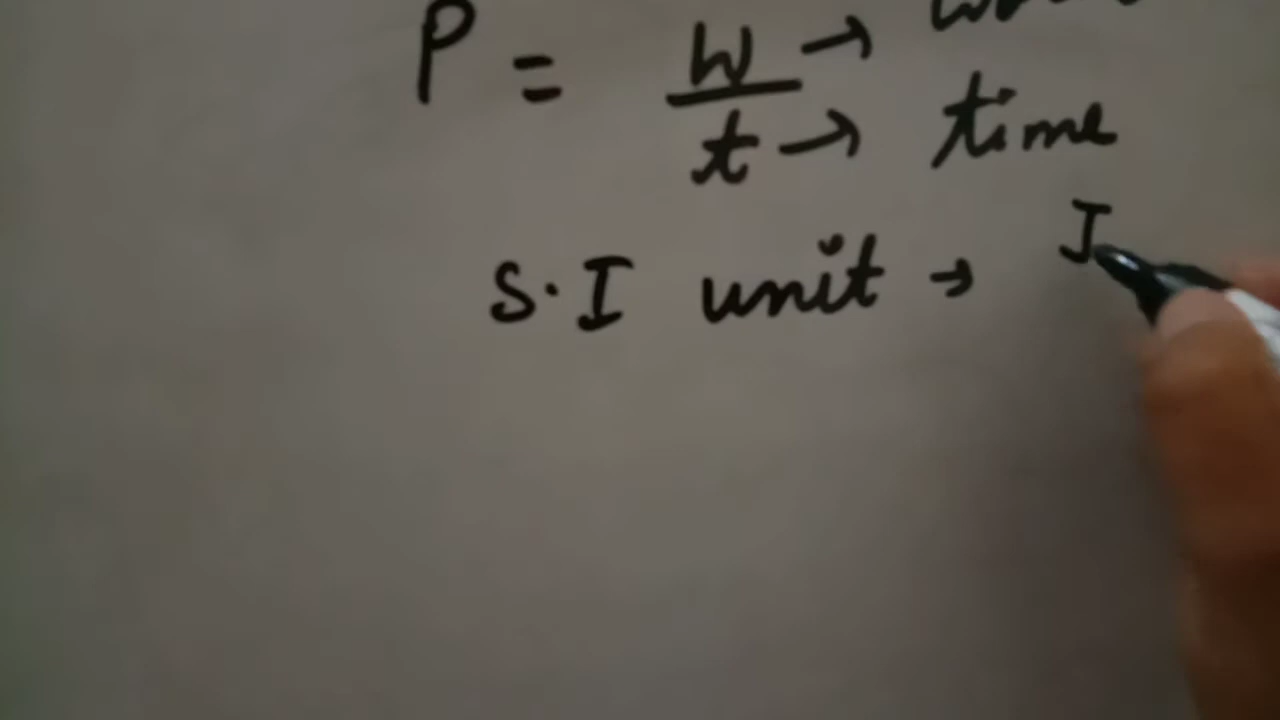 P = W →
t → time
S.I unit → J